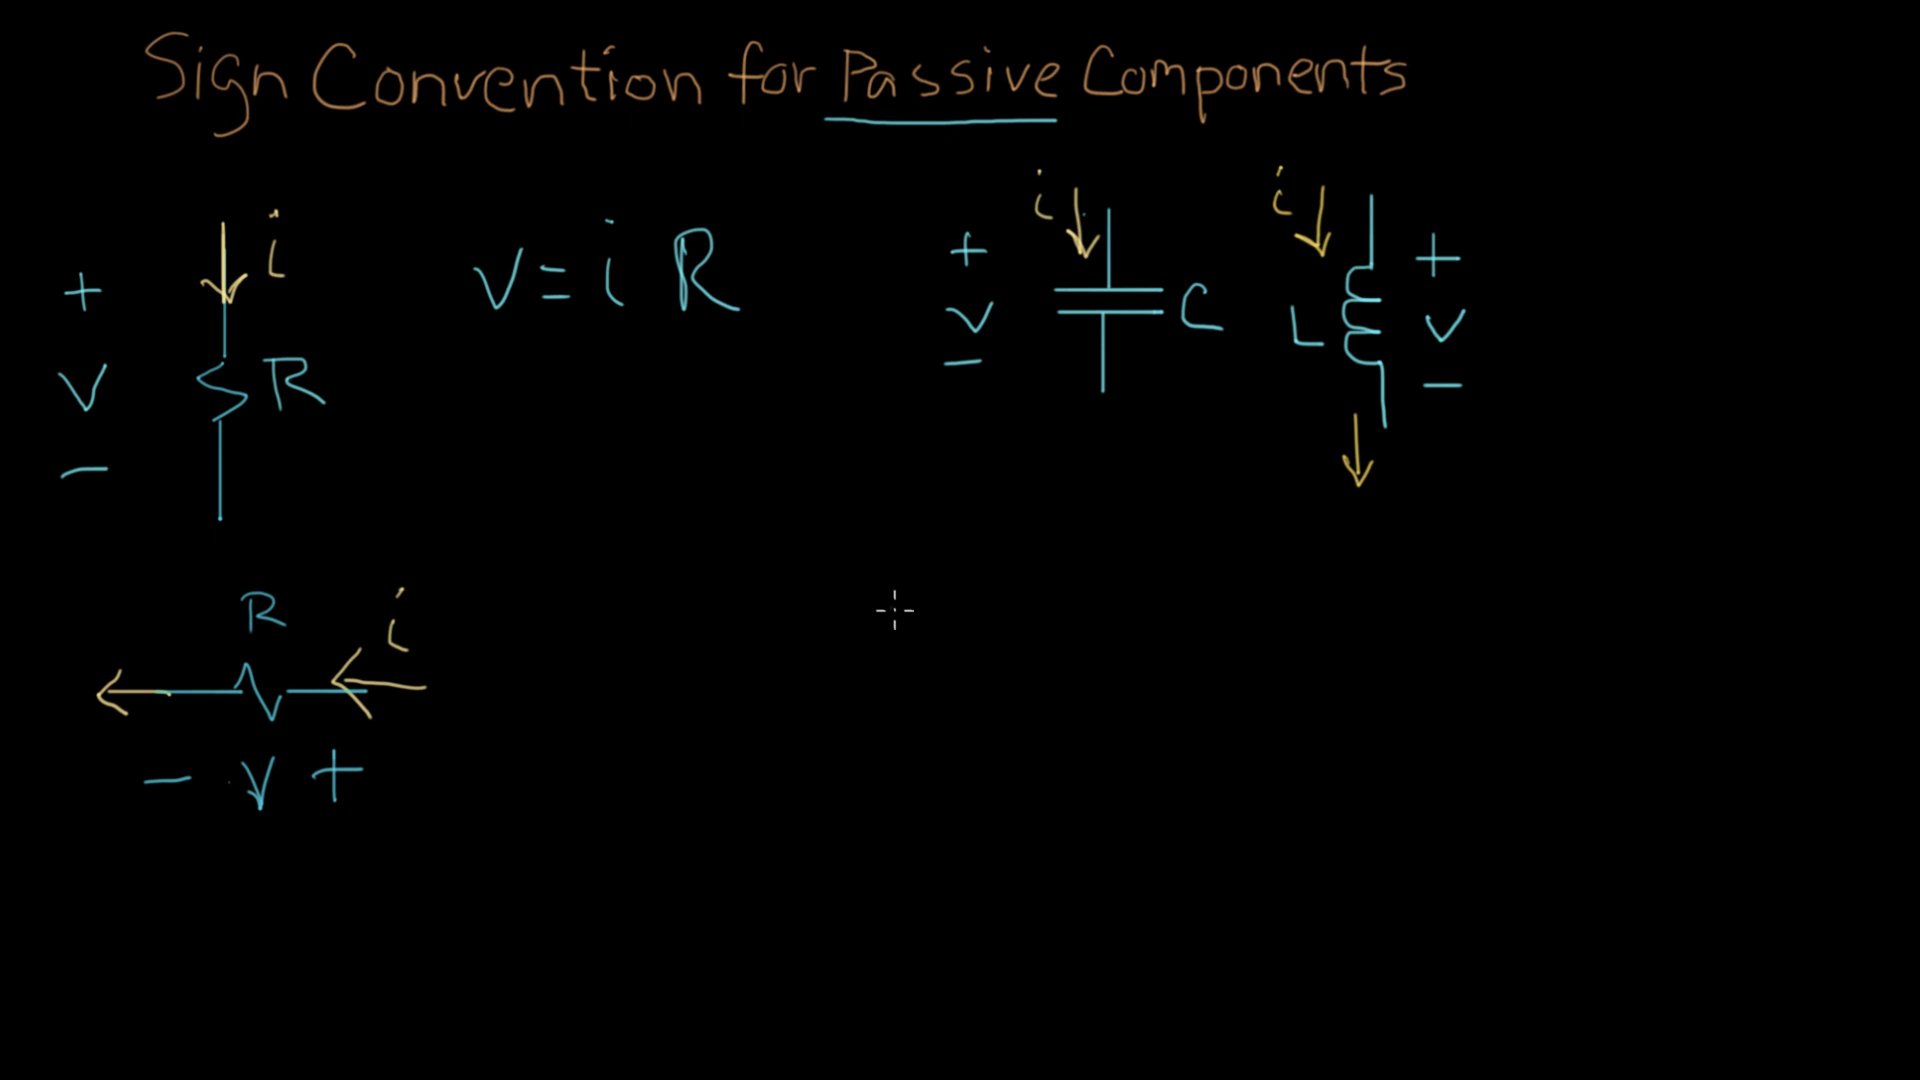 Sign Convention for Passive Components
i
+
v
-
R
v = i R
i
+
v
-
C
i
L
+
v
-
R
i
- v +